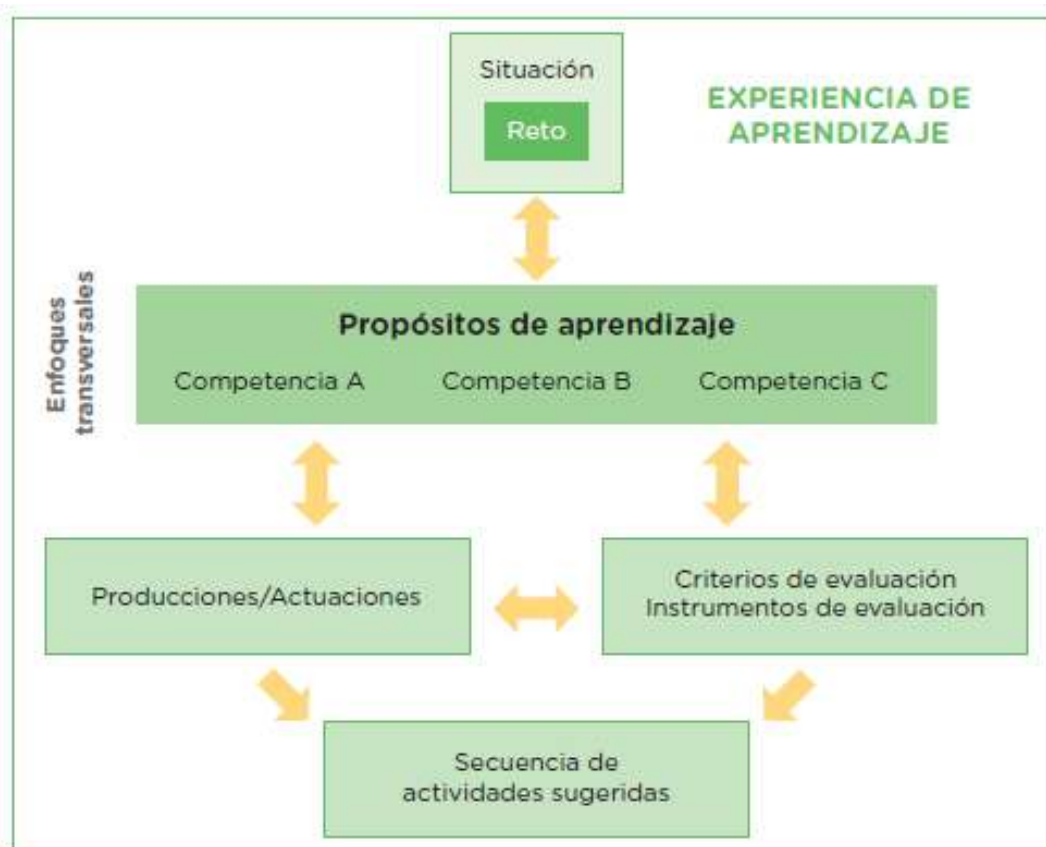 Situación
Reto
EXPERIENCIA DE
APRENDIZAJE
Enfoques
transversales
Propósitos de aprendizaje
Competencia A Competencia B Competencia C
Producciones/Actuaciones
Criterios de evaluación
Instrumentos de evaluación
Secuencia de
actividades sugeridas